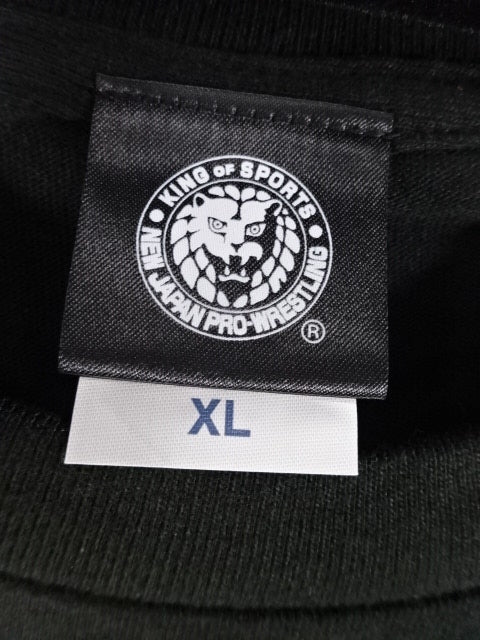 KING OF SPORTS
NEW JAPAN PRO-WRESTLING
®
XL